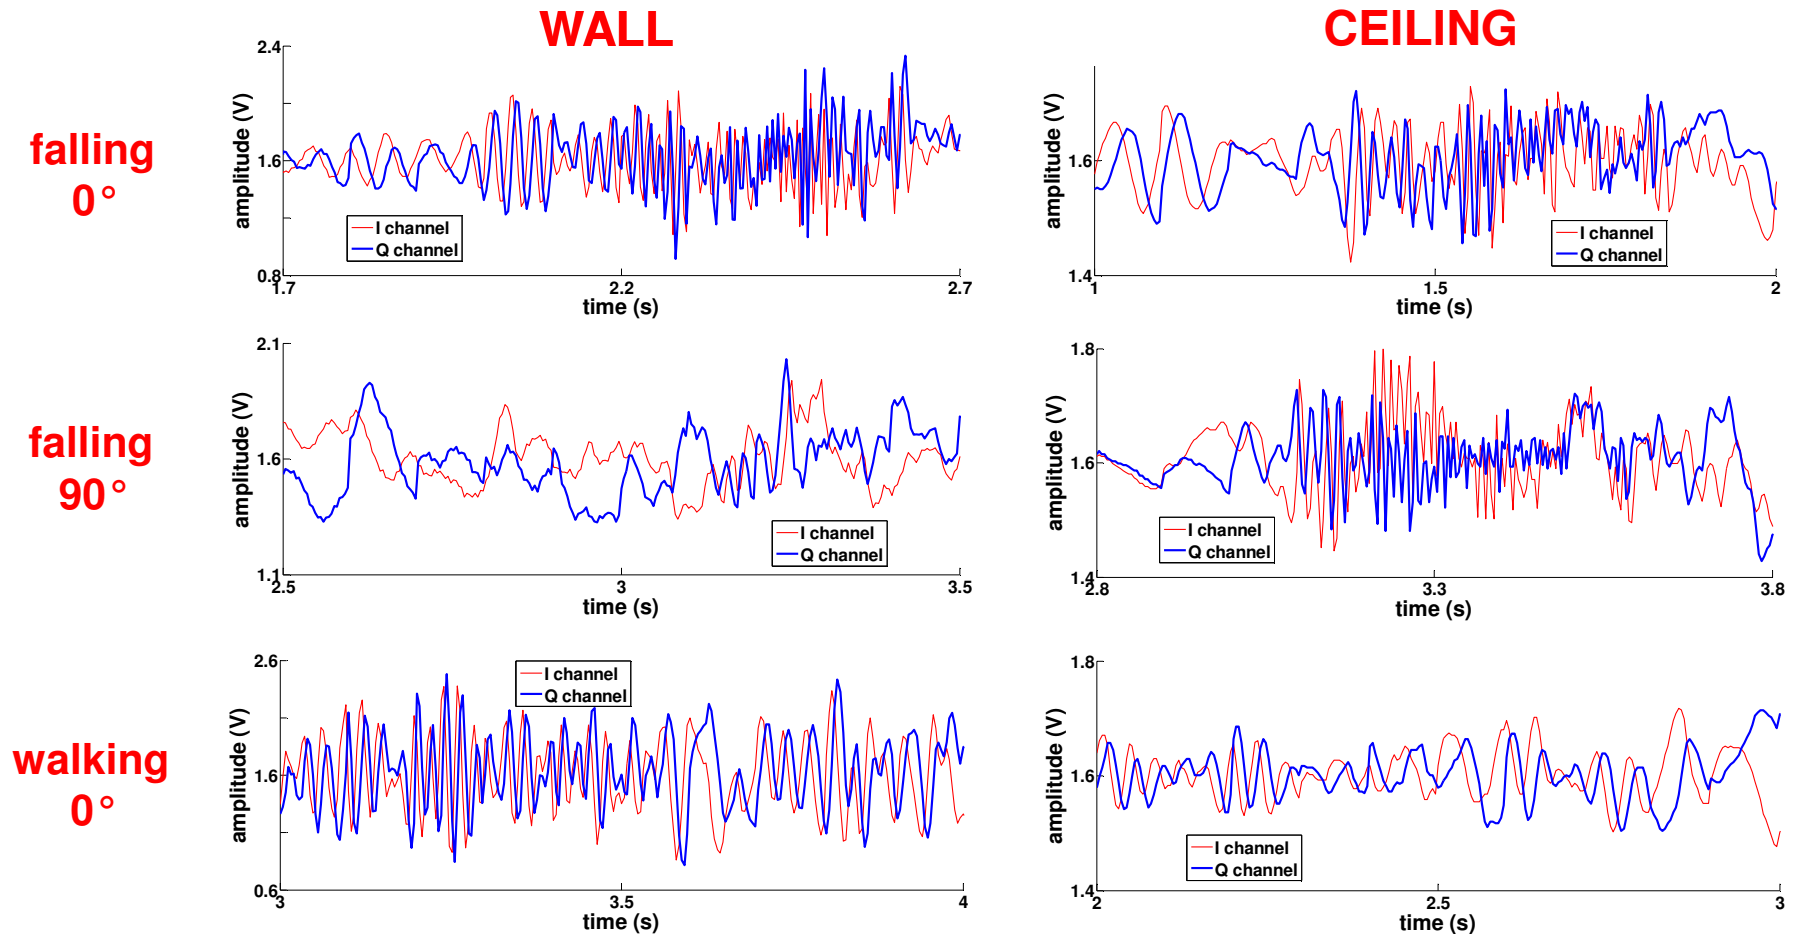 WALL
CEILING
falling
0°
amplitude (V)
2.4
1.6
0.8
I channel
Q channel
1.7
2.2
2.7
time (s)
amplitude (V)
1.6
1.4
I channel
Q channel
1
1.5
2
time (s)
falling
90°
amplitude (V)
2.1
1.6
1.1
I channel
Q channel
2.5
3
3.5
time (s)
amplitude (V)
1.8
1.6
1.4
I channel
Q channel
2.8
3.3
3.8
time (s)
walking
0°
amplitude (V)
2.6
1.6
0.6
I channel
Q channel
3
3.5
4
time (s)
amplitude (V)
1.8
1.6
1.4
I channel
Q channel
2
2.5
3
time (s)